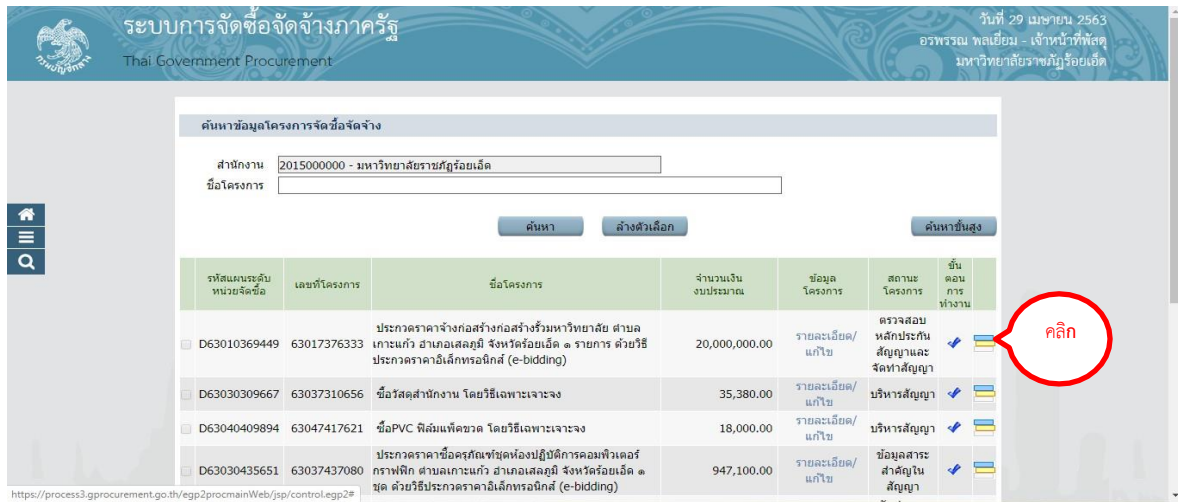 ระบบการจัดซื้อจัดจ้างภาครัฐ
Thai Government Procurement
วันที่ 29 เมษายน 2563
อรพรรณ พลเยี่ยม - เจ้าหน้าที่พัสดุ
มหาวิทยาลัยราชภัฏร้อยเอ็ด
กรมบัญชีกลาง
ค้นหาข้อมูลโครงการจัดซื้อจัดจ้าง
สำนักงาน 2015000000 - มหาวิทยาลัยราชภัฏร้อยเอ็ด
ชื่อโครงการ
ค้นหา ล้างตัวเลือก ค้นหาขั้นสูง
รหัสแผนระดับ
หน่วยจัดซื้อ
เลขที่โครงการ
ชื่อโครงการ
จำนวนเงิน
งบประมาณ
ข้อมูล
โครงการ
สถานะ
โครงการ
ขั้น
ตอน
การ
ทำงาน
D63010369449 63017376333
ประกวดราคาจ้างก่อสร้างก่อสร้างรั้วมหาวิทยาลัย ตำบล
เกาะแก้ว อำเภอเสลภูมิ จังหวัดร้อยเอ็ด ๑ รายการ ด้วยวิธี
ประกวดราคาอิเล็กทรอนิกส์ (e-bidding)
20,000,000.00
รายละเอียด/
แก้ไข
ตรวจสอบ
หลักประกัน
สัญญาและ
จัดทำสัญญา
คลิก
D63030309667 63037310656 ซื้อวัสดุสำนักงาน โดยวิธีเฉพาะเจาะจง 35,380.00
รายละเอียด/
แก้ไข
บริหารสัญญา
D63040409894 63047417621 ซื้อPVC ฟิล์มแพ็คขวด โดยวิธีเฉพาะเจาะจง 18,000.00
รายละเอียด/
แก้ไข
บริหารสัญญา
D63030435651 63037437080
ประกวดราคาซื้อครุภัณฑ์ชุดห้องปฏิบัติการคอมพิวเตอร์
กราฟฟิก ตำบลเกาะแก้ว อำเภอเสลภูมิ จังหวัดร้อยเอ็ด ๑
ชุด ด้วยวิธีประกวดราคาอิเล็กทรอนิกส์ (e-bidding)
947,100.00
รายละเอียด/
แก้ไข
ข้อมูลสาระ
สำคัญใน
สัญญา
https://process3.gprocurement.go.th/egp2procmainWeb/jsp/control.egp2#